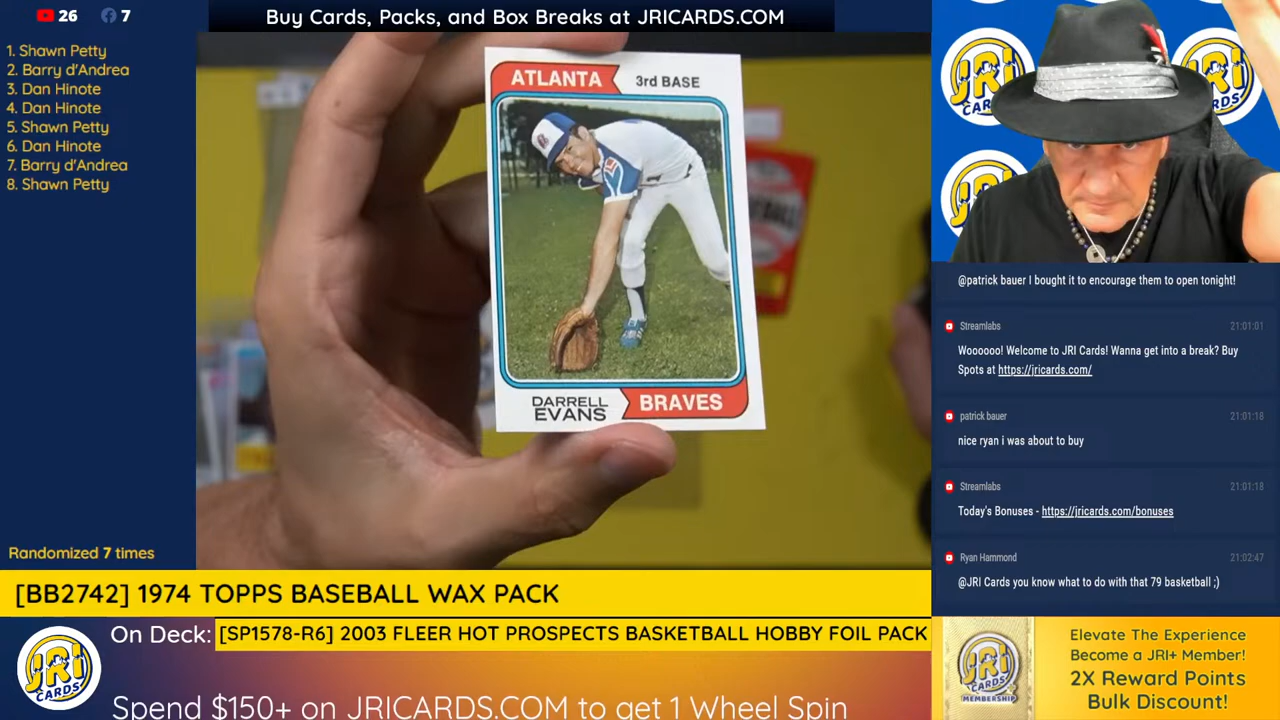 26 7
Buy Cards, Packs, and Box Breaks at JRICARDS.COM
1. Shawn Petty
2. Barry d'Andrea
3. Dan Hinote
4. Dan Hinote
5. Shawn Petty
6. Dan Hinote
7. Barry d'Andrea
8. Shawn Petty
Randomized 7 times
ATLANTA 3rd BASE
DARRELL
EVANS
BRAVES
JRI
CARDS
@patrick bauer I bought it to encourage them to open tonight!
Streamlabs 21:01:01
Woooooo! Welcome to JRI Cards! Wanna get into a break? Buy
Spots at https://jricards.com/
patrick bauer 21:01:18
nice ryan i was about to buy
Streamlabs 21:01:18
Today's Bonuses - https://jricards.com/bonuses
Ryan Hammond 21:02:47
@JRI Cards you know what to do with that 79 basketball ;)
[BB2742] 1974 TOPPS BASEBALL WAX PACK
On Deck: [SP1578-R6] 2003 FLEER HOT PROSPECTS BASKETBALL HOBBY FOIL PACK
JRI
CARDS
Spend $150+ on JRICARDS.COM to get 1 Wheel Spin
JRI
CARDS
MEMBERSHIP
Elevate The Experience
Become a JRI+ Member!
2X Reward Points
Bulk Discount!